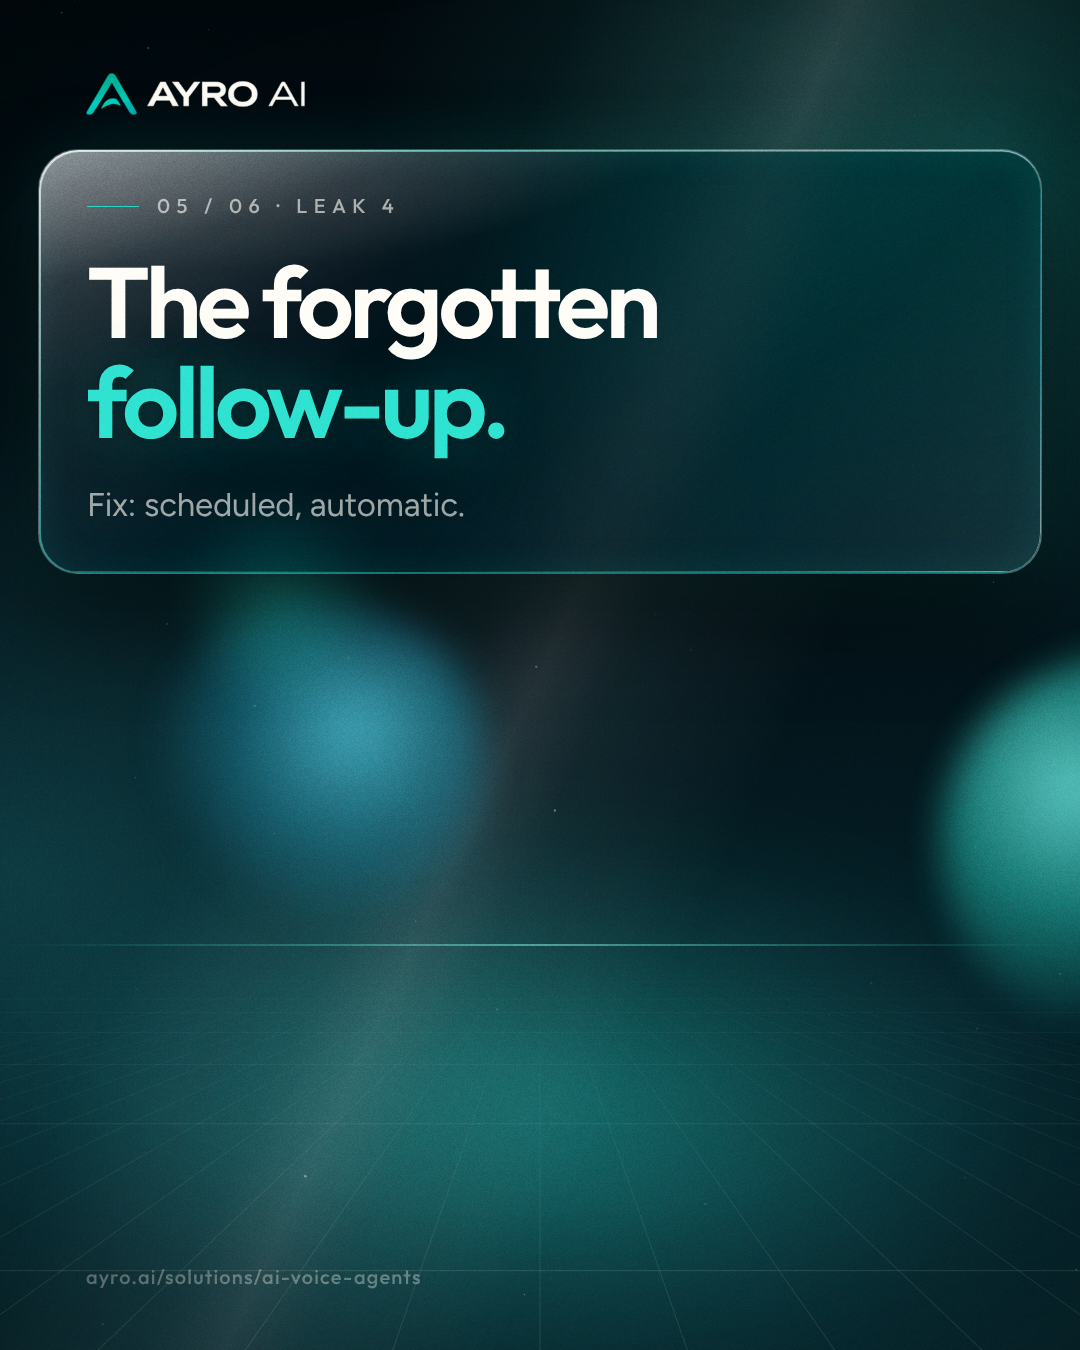 AYRO AI
05 / 06 · LEAK 4
The forgotten
follow-up.
Fix: scheduled, automatic.
ayro.ai/solutions/ai-voice-agents